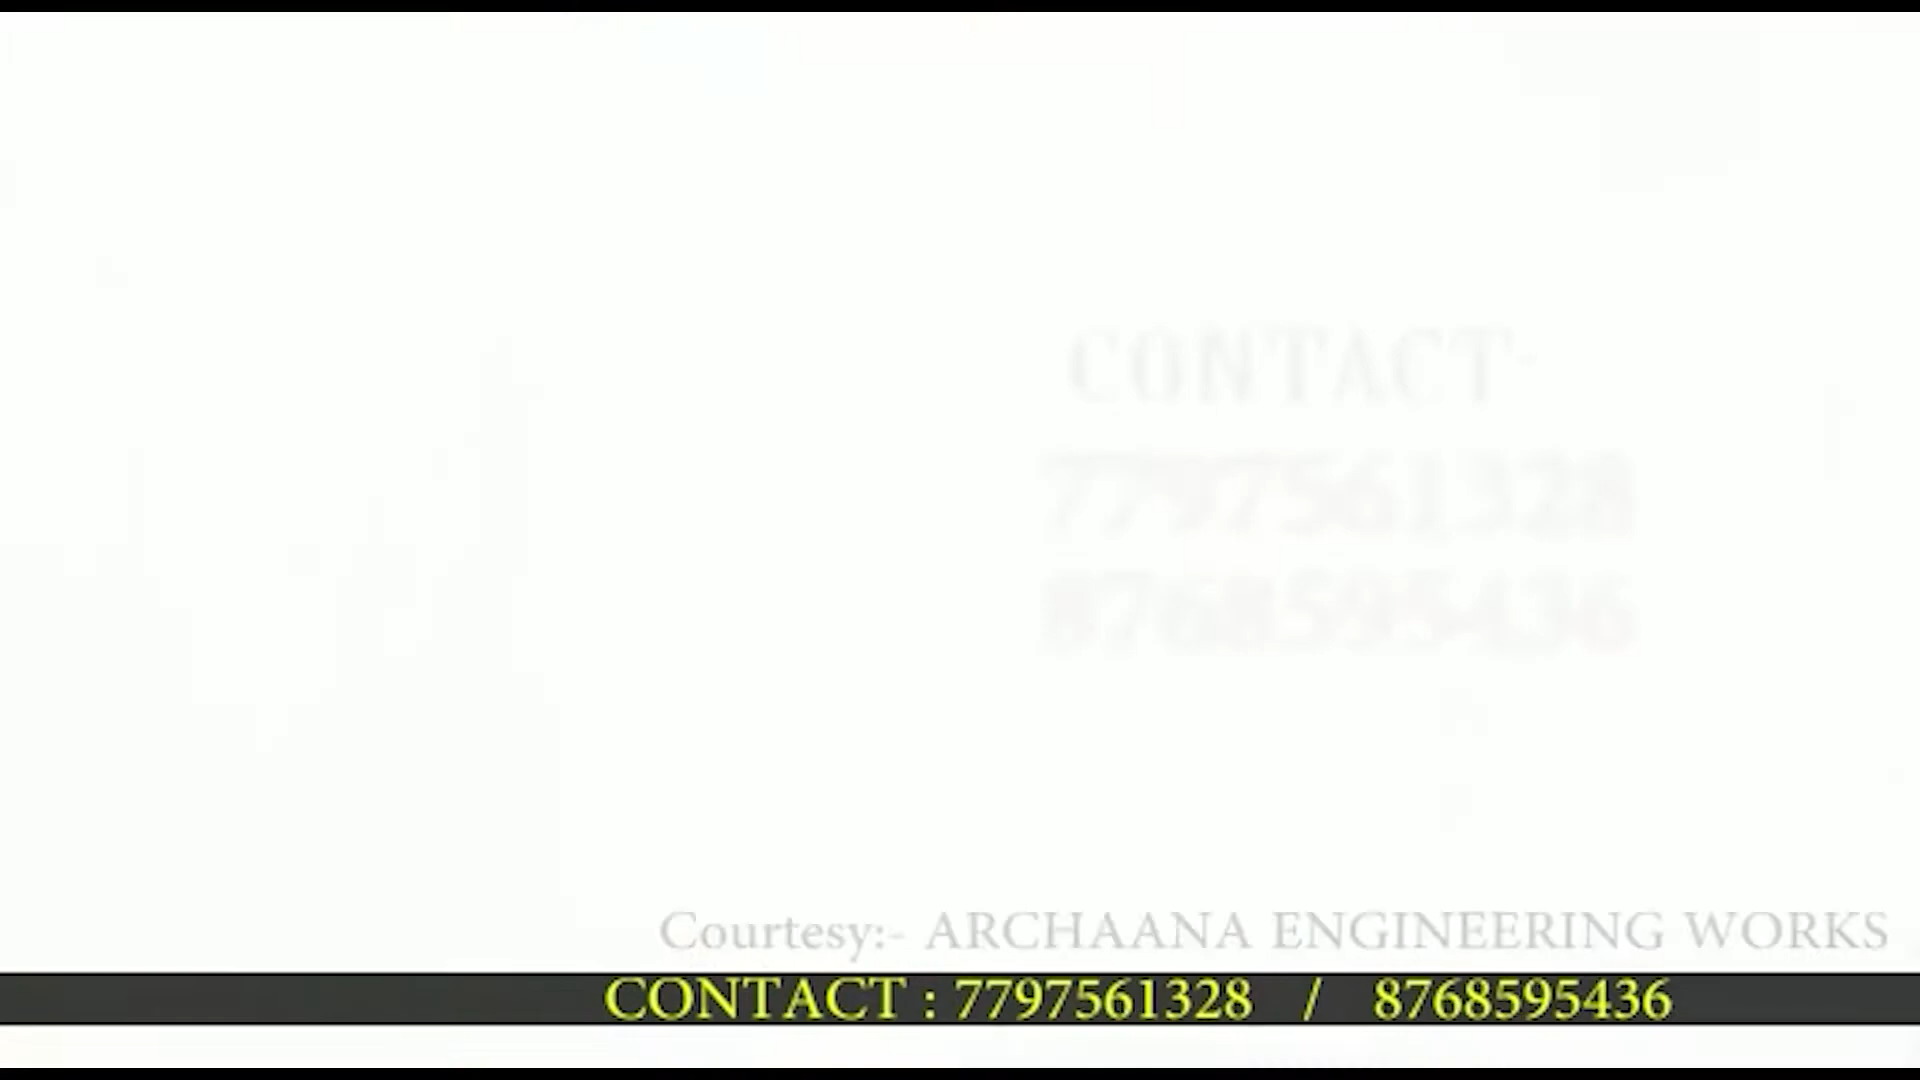 CONTACT-
7797561328
8768595436
Courtesy:- ARCHAANA ENGINEERING WORKS
CONTACT : 7797561328 / 8768595436